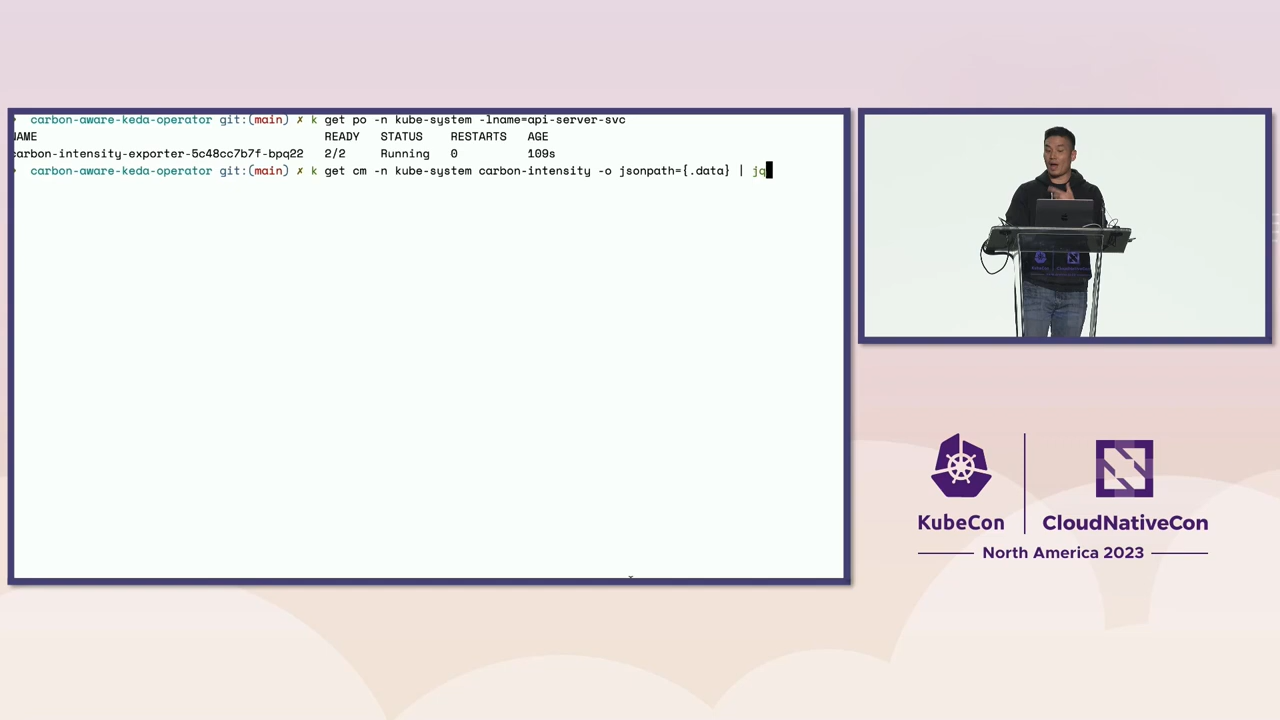 carbon-aware-keda-operator git:(main) ✗ k get po -n kube-system -lname=api-server-svc
NAME READY STATUS RESTARTS AGE
carbon-intensity-exporter-5c48cc7b7f-bpq22 2/2 Running 0 109s
carbon-aware-keda-operator git:(main) ✗ k get cm -n kube-system carbon-intensity -o jsonpath={.data} | jq
KubeCon
CloudNativeCon
North America 2023